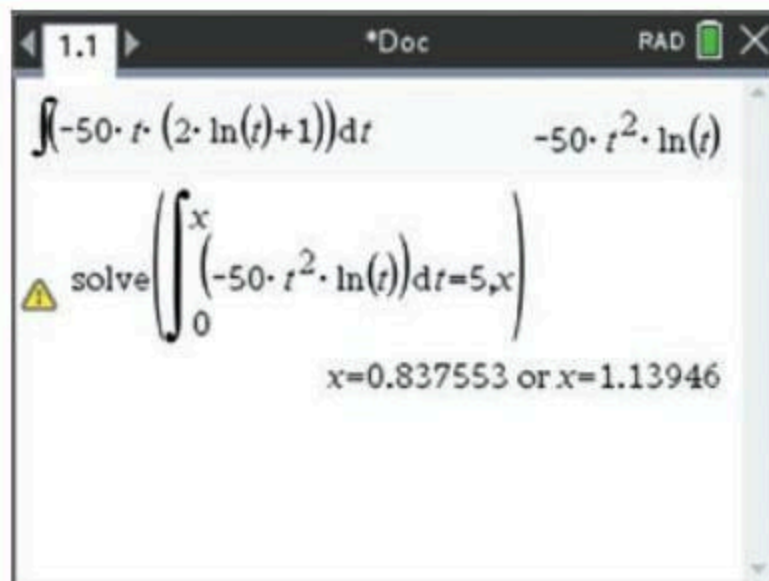 1.1 *Doc RAD
∫(-50· t· (2· ln(t)+1))dt -50· t²· ln(t)
⚠ solve(∫₀ˣ(-50· t²· ln(t))dt=5,x)
x=0.837553 or x=1.13946